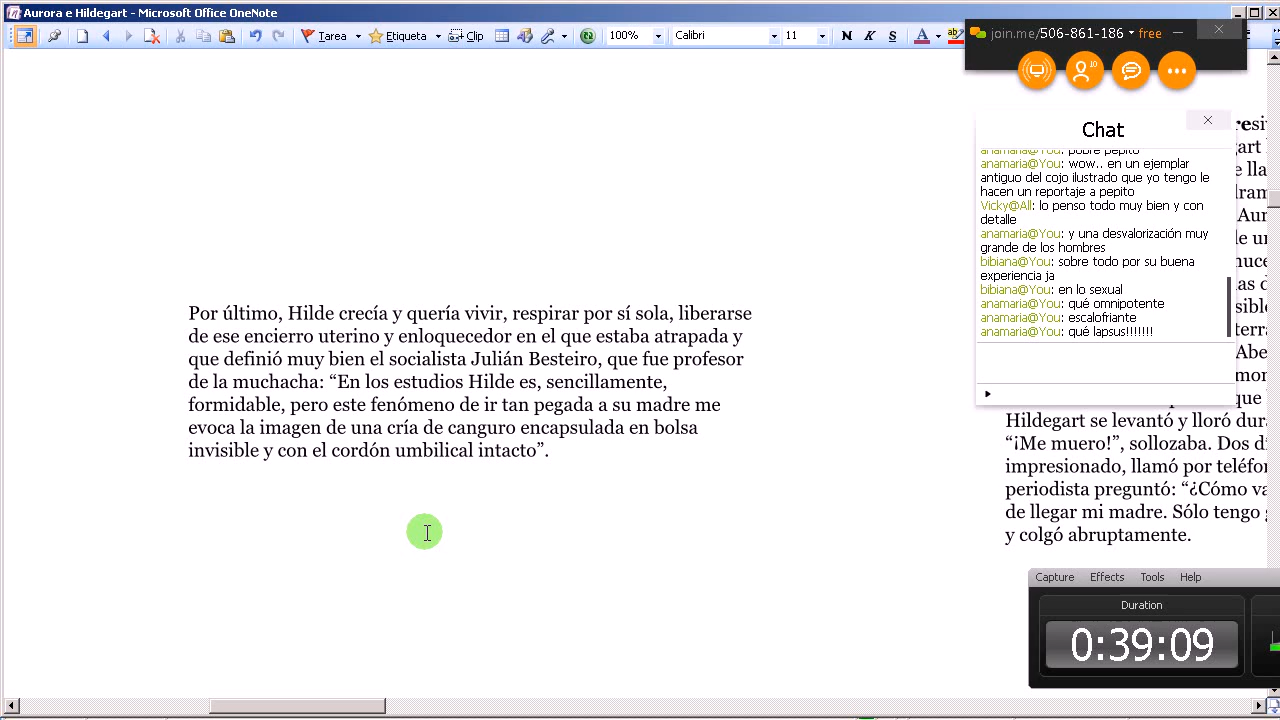 Aurora e Hildegart - Microsoft Office OneNote
Tarea
Etiqueta
Clip
100%
Calibri
11
N K S A
join.me/506-861-186 free
10
Chat
anamaria@You: pobre pepito
anamaria@You: wow.. en un ejemplar
antiguo del cojo ilustrado que yo tengo le
hacen un reportaje a pepito
Vicky@All: lo penso todo muy bien y con
detalle
anamaria@You: y una desvalorización muy
grande de los hombres
bibiana@You: sobre todo por su buena
experiencia ja
bibiana@You: en lo sexual
anamaria@You: qué omnipotente
anamaria@You: escalofriante
anamaria@You: qué lapsus!!!!!!!
Por último, Hilde crecía y quería vivir, respirar por sí sola, liberarse
de ese encierro uterino y enloquecedor en el que estaba atrapada y
que definió muy bien el socialista Julián Besteiro, que fue profesor
de la muchacha: “En los estudios Hilde es, sencillamente,
formidable, pero este fenómeno de ir tan pegada a su madre me
evoca la imagen de una cría de canguro encapsulada en bolsa
invisible y con el cordón umbilical intacto”.
Hildegart se levantó y lloró dura
“¡Me muero!”, sollozaba. Dos di
impresionado, llamó por teléfo
periodista preguntó: “¿Cómo va
de llegar mi madre. Sólo tengo g
y colgó abruptamente.
Capture Effects Tools Help
Duration
0:39:09